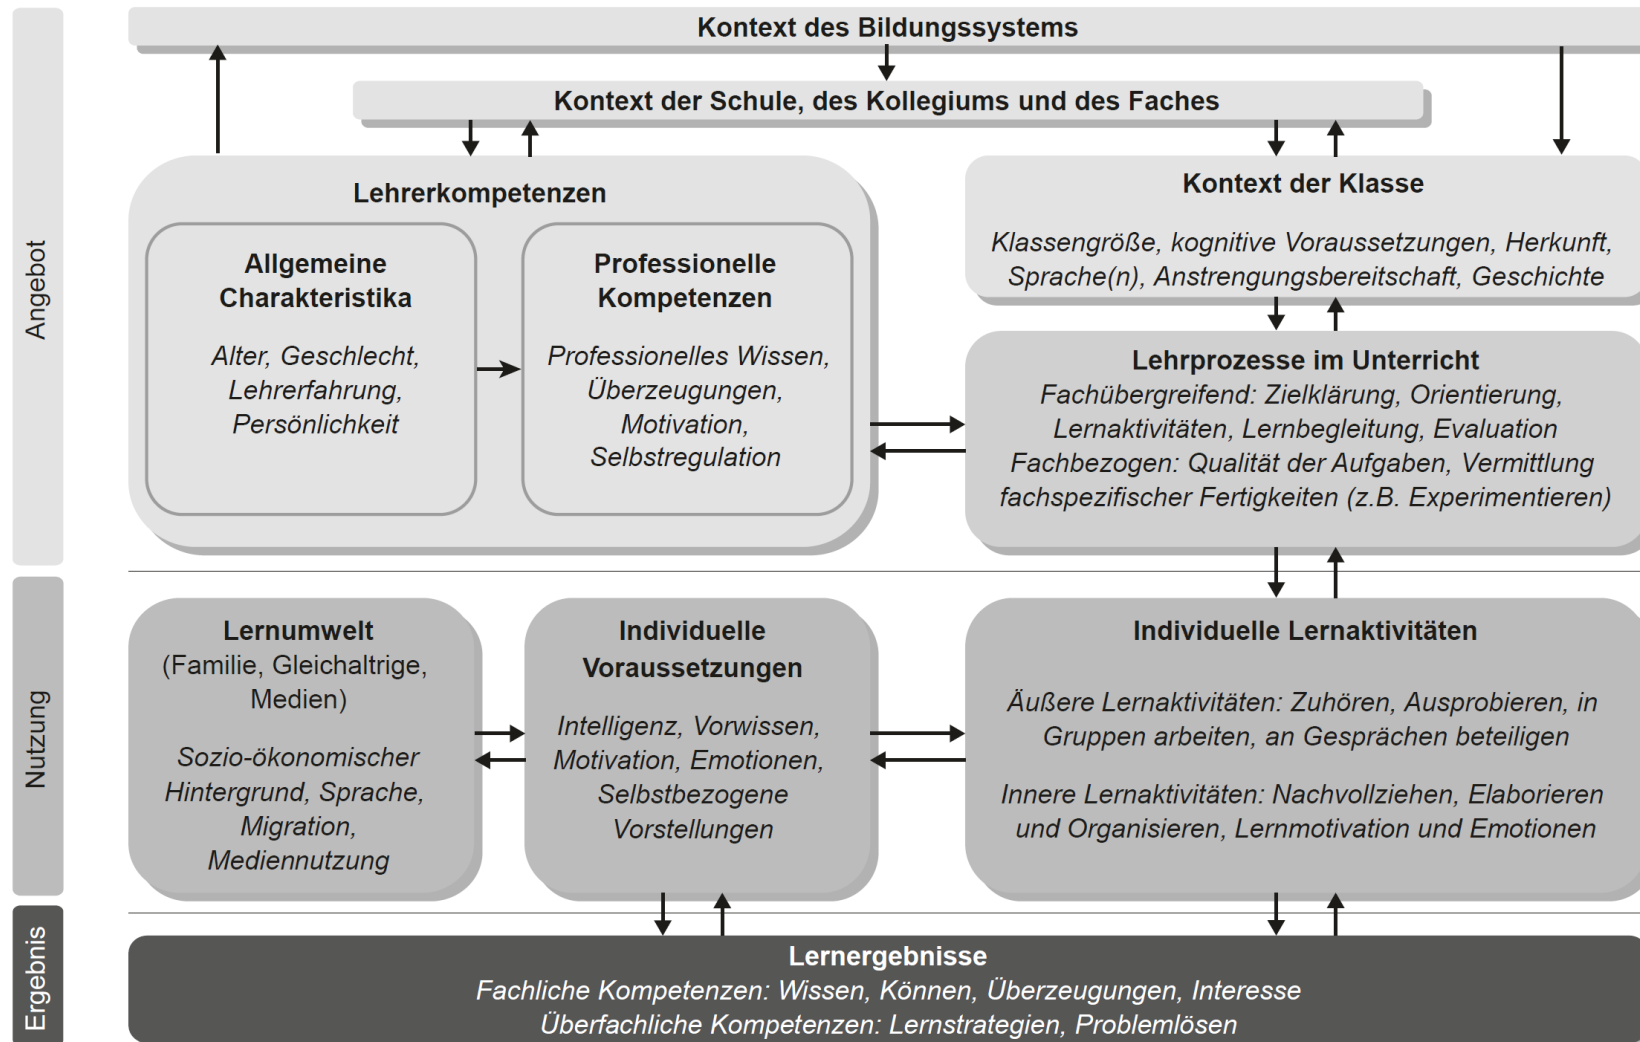 Kontext des Bildungssystems
Kontext der Schule, des Kollegiums und des Faches
Angebot
Lehrerkompetenzen
Allgemeine
Charakteristika
Alter, Geschlecht,
Lehrerfahrung,
Persönlichkeit
Professionelle
Kompetenzen
Professionelles Wissen,
Überzeugungen,
Motivation,
Selbstregulation
Kontext der Klasse
Klassengröße, kognitive Voraussetzungen, Herkunft,
Sprache(n), Anstrengungsbereitschaft, Geschichte
Lehrprozesse im Unterricht
Fachübergreifend: Zielklärung, Orientierung,
Lernaktivitäten, Lernbegleitung, Evaluation
Fachbezogen: Qualität der Aufgaben, Vermittlung
fachspezifischer Fertigkeiten (z.B. Experimentieren)
Nutzung
Lernumwelt
(Familie, Gleichaltrige,
Medien)
Sozio-ökonomischer
Hintergrund, Sprache,
Migration,
Mediennutzung
Individuelle
Voraussetzungen
Intelligenz, Vorwissen,
Motivation, Emotionen,
Selbstbezogene
Vorstellungen
Individuelle Lernaktivitäten
Äußere Lernaktivitäten: Zuhören, Ausprobieren, in
Gruppen arbeiten, an Gesprächen beteiligen
Innere Lernaktivitäten: Nachvollziehen, Elaborieren
und Organisieren, Lernmotivation und Emotionen
Ergebnis
Lernergebnisse
Fachliche Kompetenzen: Wissen, Können, Überzeugungen, Interesse
Überfachliche Kompetenzen: Lernstrategien, Problemlösen